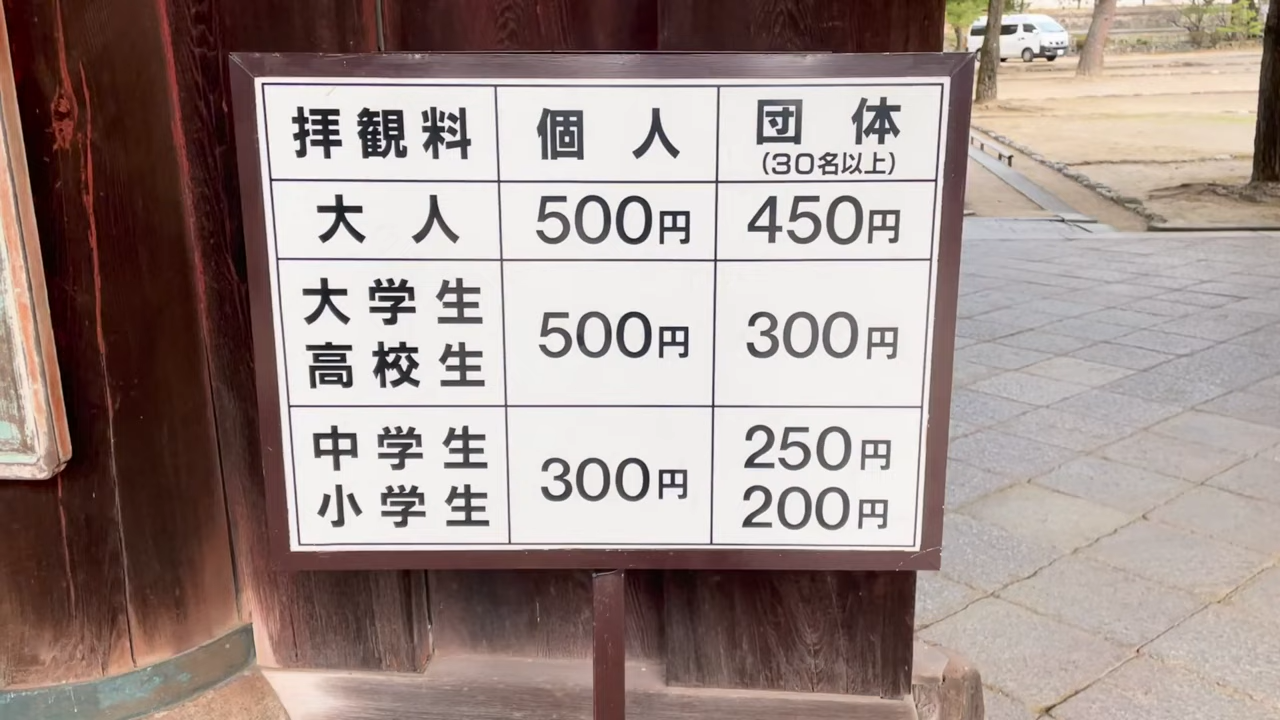 拝観料 個人 団体
(30名以上)
大人 500円 450円
大学生
高校生 500円 300円
中学生 250円
300円
小学生 200円